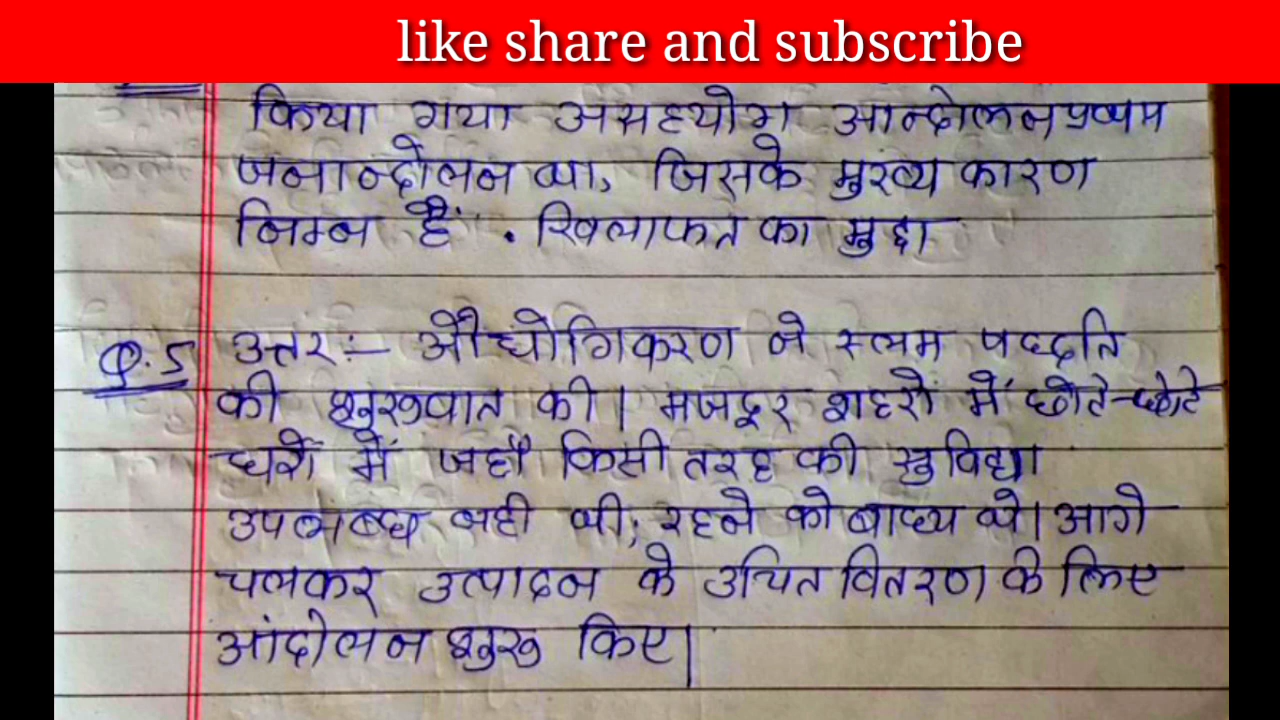 like share and subscribe
किया गया असहयोग आन्दोलन प्रथम
जनान्दोलन था, जिसके मुख्य कारण
निम्न हैं . खिलाफत का मुद्दा
Q.5 उत्तर:- औद्योगिकरण ने स्लम पद्धति
की शुरूवात की। मजदूर शहरों में छोटे-छोटे
घरों में जहाँ किसी तरह की सुविधा
उपलब्ध नही थी, रहने को बाध्य थे। आगे
चलकर उत्पादन के उचित वितरण के लिए
आंदोलन शुरू किए।